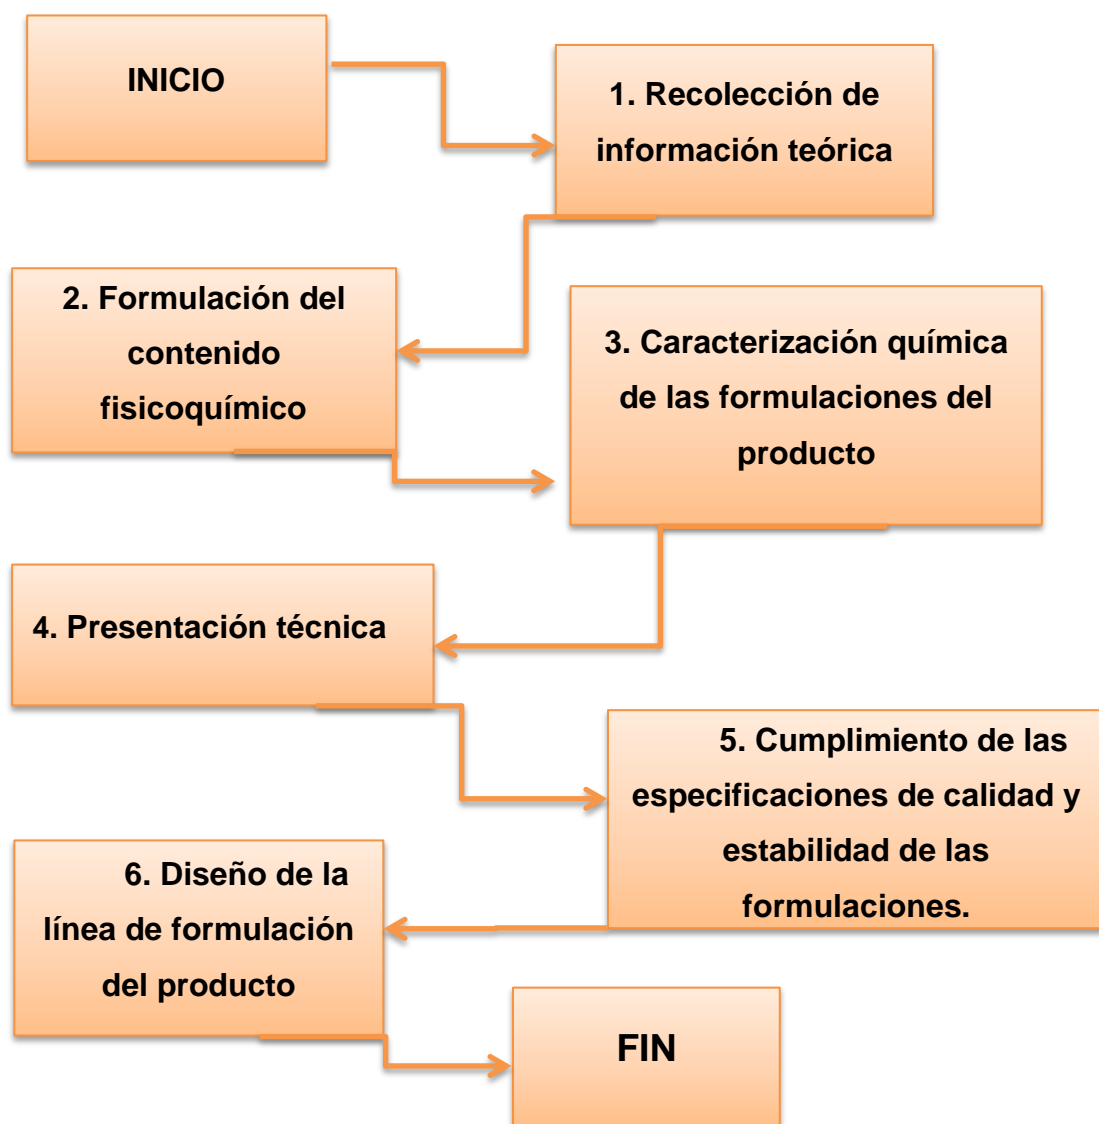 INICIO
1. Recolección de
información teórica
2. Formulación del
contenido
fisicoquímico
3. Caracterización química
de las formulaciones del
producto
4. Presentación técnica
5. Cumplimiento de las
especificaciones de calidad y
estabilidad de las
formulaciones.
6. Diseño de la
línea de formulación
del producto
FIN